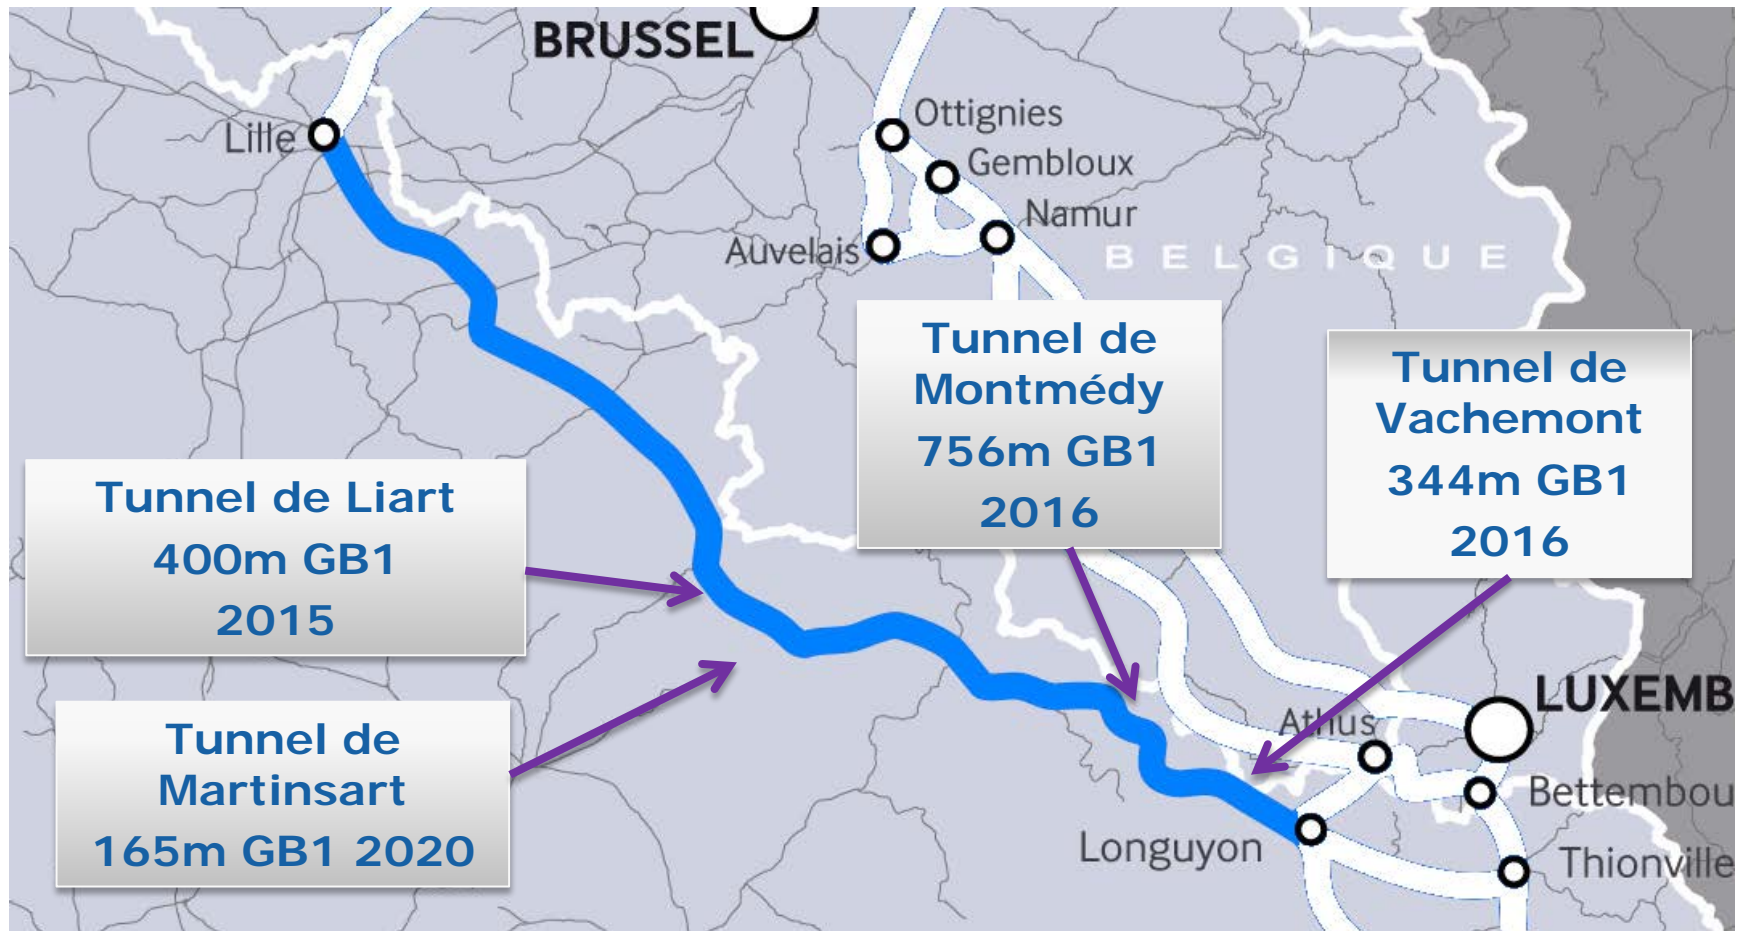 BRUSSEL
Lille
Ottignies
Gembloux
Namur
Auvelais
BELGIQUE
Tunnel de
Montmédy
756m GB1
2016
Tunnel de
Vachemont
344m GB1
2016
Tunnel de Liart
400m GB1
2015
Tunnel de
Martinsart
165m GB1 2020
LUXEMB
Athus
Bettembou
Longuyon
Thionville